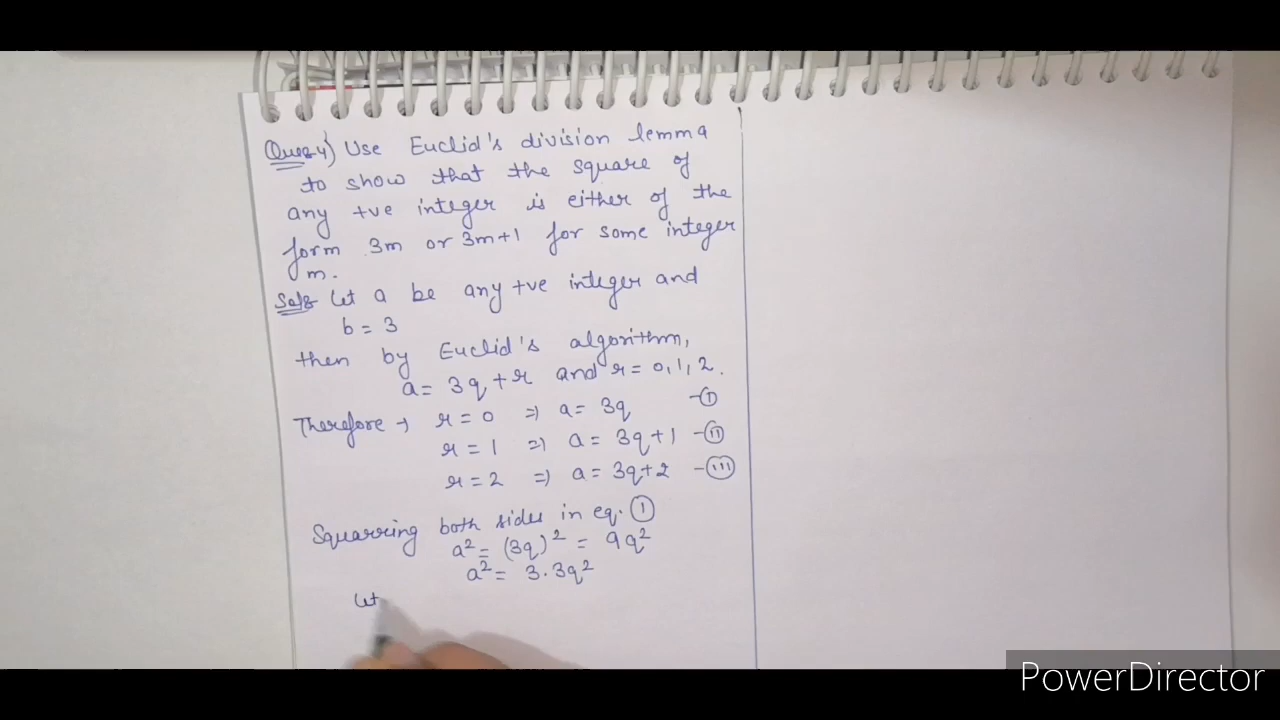 Ques4) Use Euclid's division lemma
to show that the square of
any +ve integer is either of the
form 3m or 3m+1 for some integer
m.
Sol: Let a be any +ve integer and
b = 3
then by Euclid's algorithm,
a = 3q + r and r = 0, 1, 2.
Therefore → r = 0 => a = 3q -(I)
r = 1 => a = 3q+1 -(II)
r = 2 => a = 3q+2 -(III)
Squarring both sides in eq. (1)
a² = (3q)² = 9q²
a² = 3.3q²
Let
PowerDirector